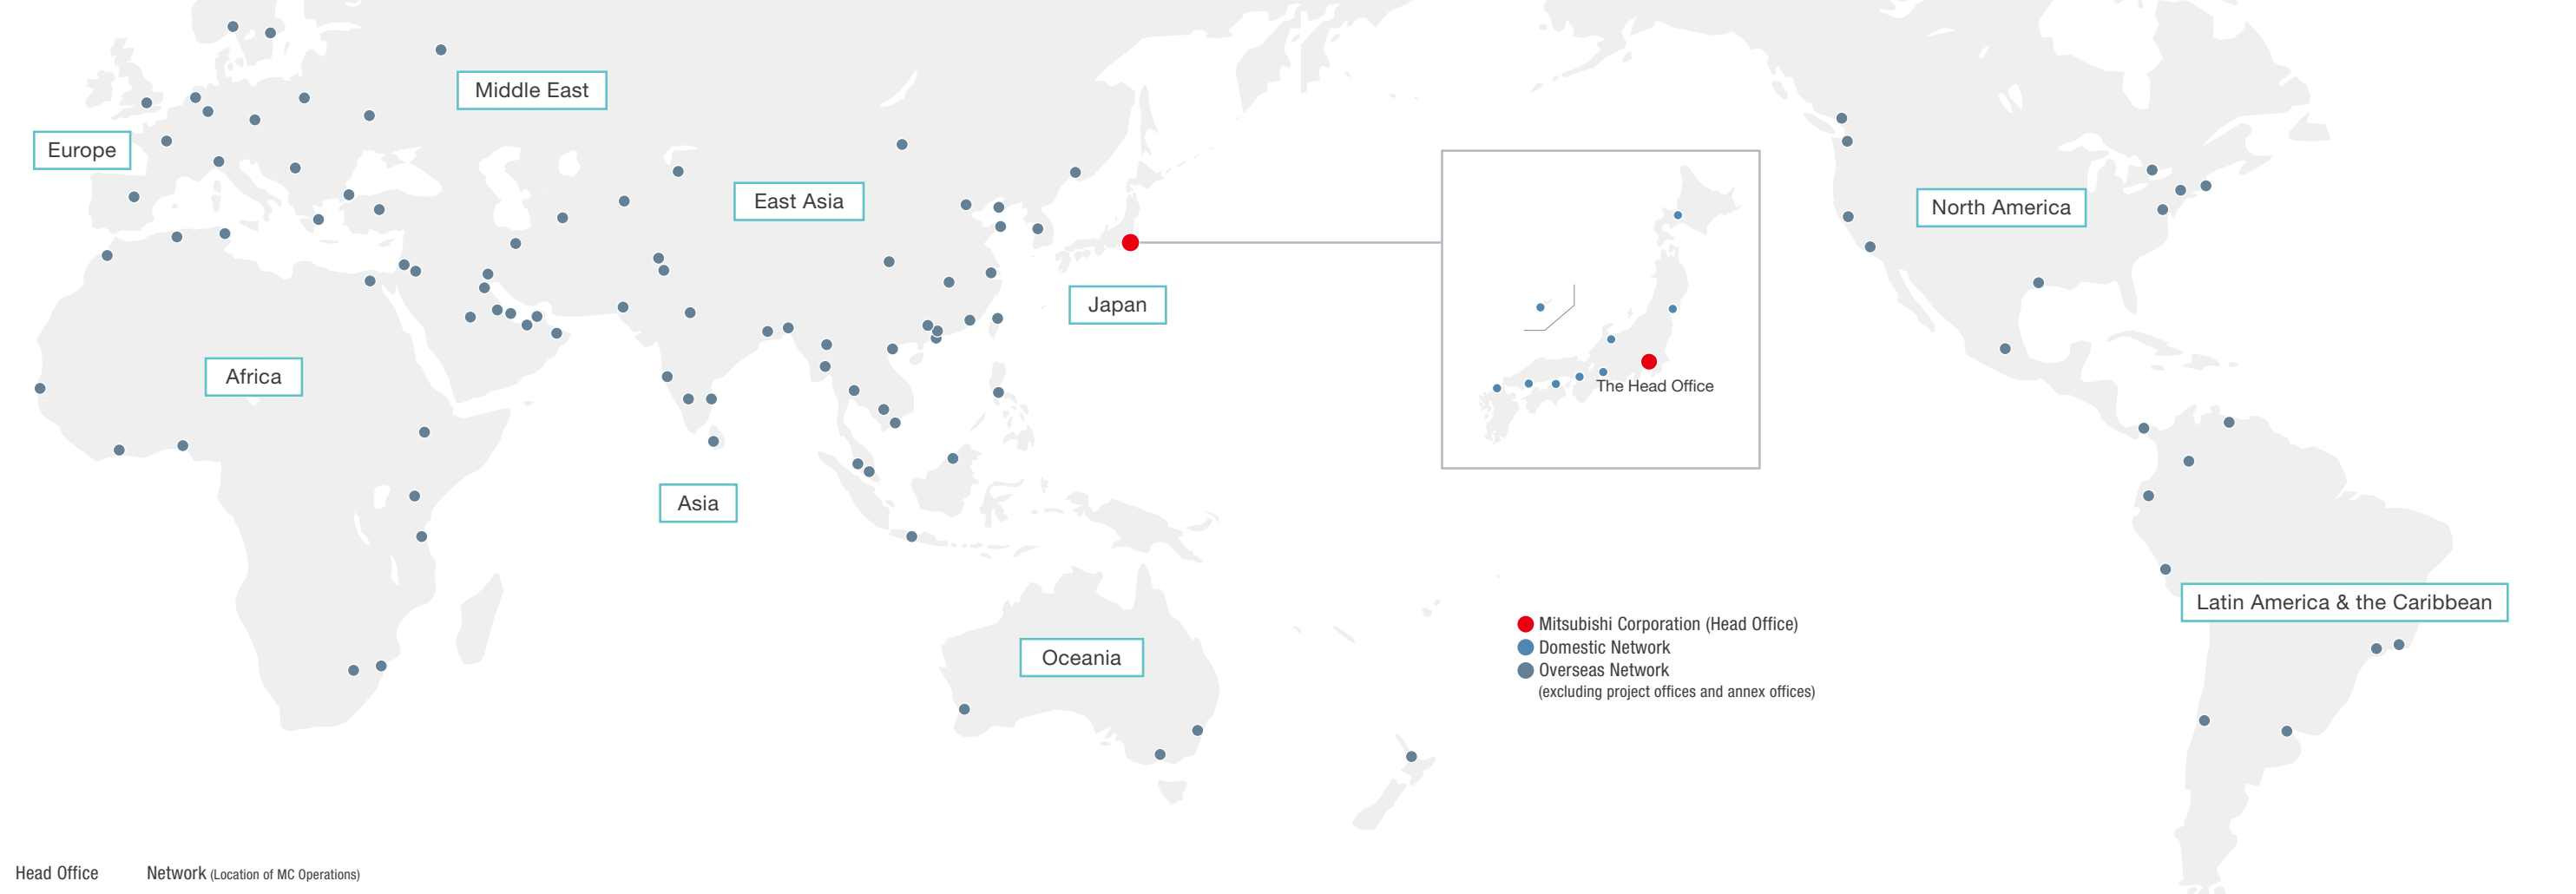 Middle East
Europe
East Asia
North America
Japan
Africa
The Head Office
Asia
Latin America & the Caribbean
Oceania
Mitsubishi Corporation (Head Office)
Domestic Network
Overseas Network
(excluding project offices and annex offices)
Head Office
Network (Location of MC Operations)